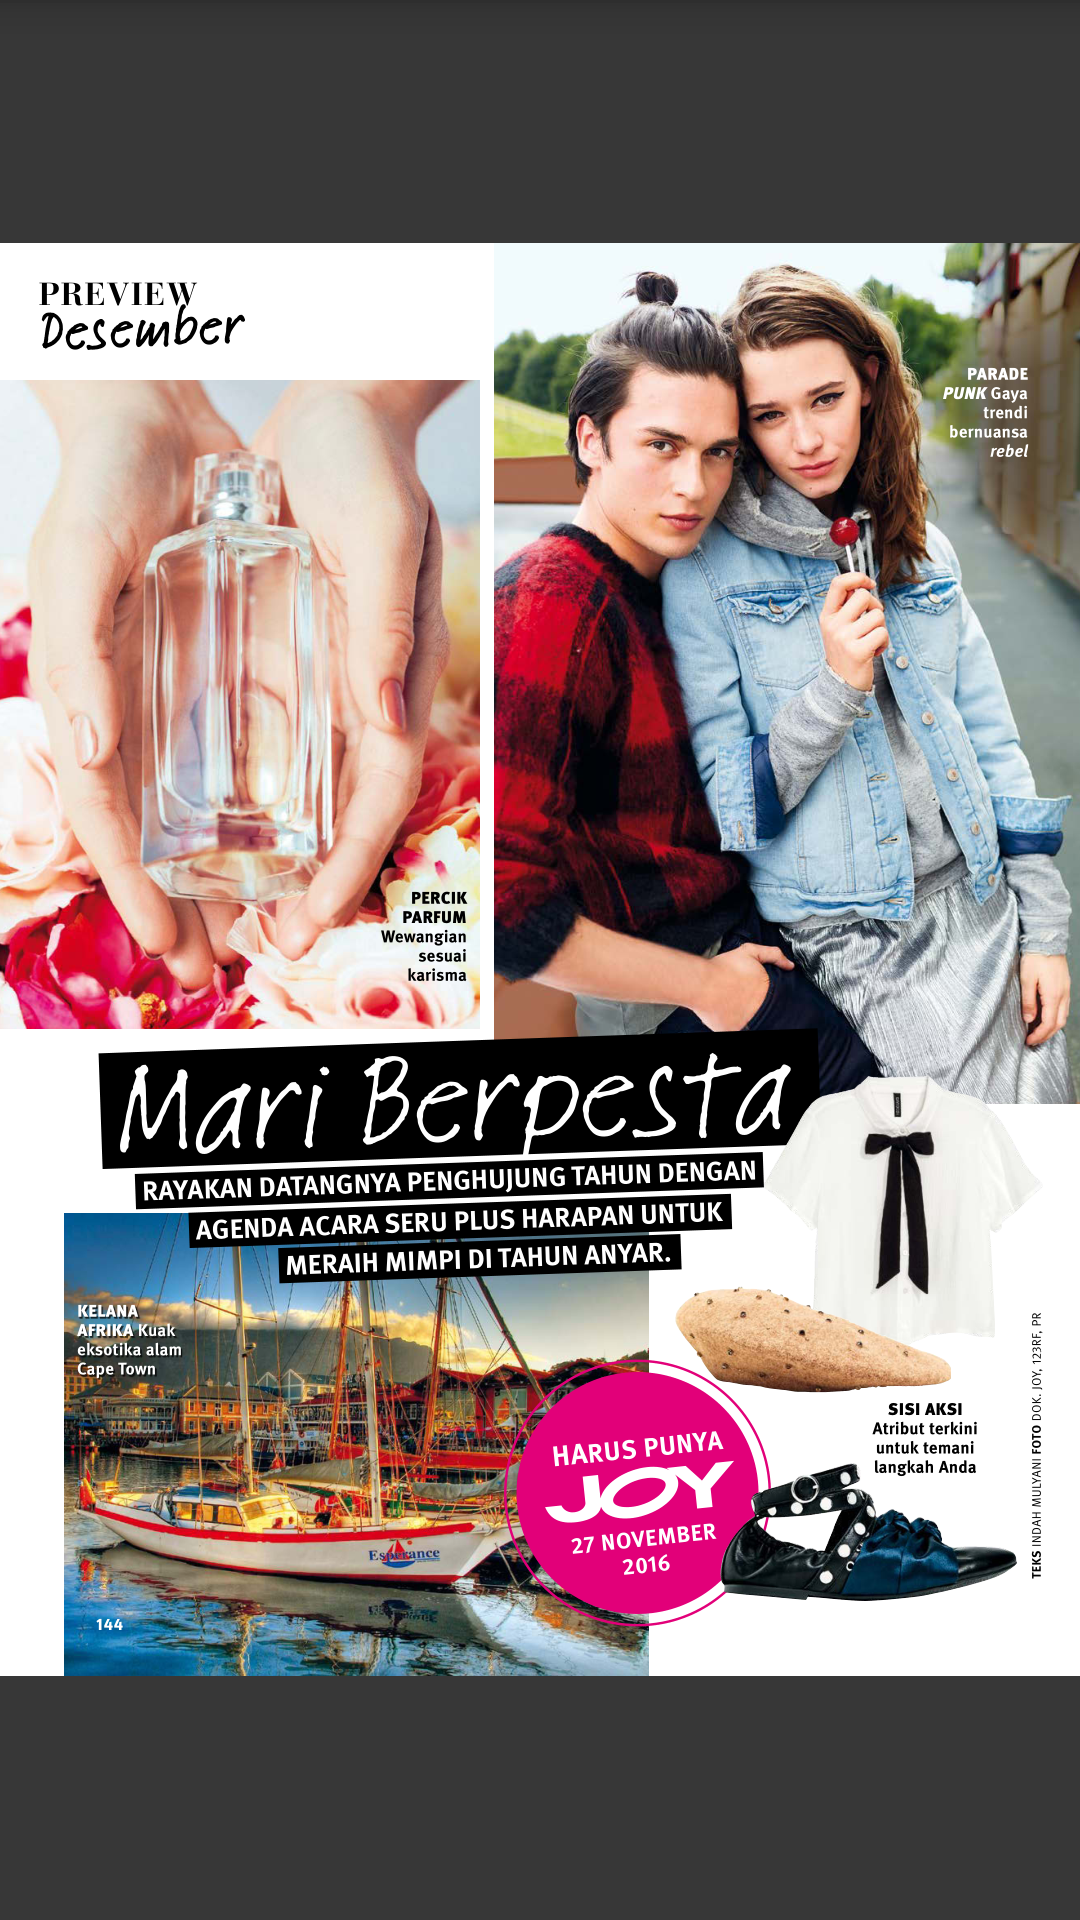 PREVIEW
Desember
PARADE
PUNK Gaya
trendi
bernuansa
rebel
PERCIK
PARFUM
Wewangian
sesuai
karisma
Mari Berpesta
RAYAKAN DATANGNYA PENGHUJUNG TAHUN DENGAN
AGENDA ACARA SERU PLUS HARAPAN UNTUK
MERAIH MIMPI DI TAHUN ANYAR.
KELANA
AFRIKA Kuak
eksotika alam
Cape Town
Esperance
HARUS PUNYA
JOY
27 NOVEMBER
2016
SISI AKSI
Atribut terkini
untuk temani
langkah Anda
TEKS INDAH MULYANI FOTO DOK. JOY, 123RF, PR
144